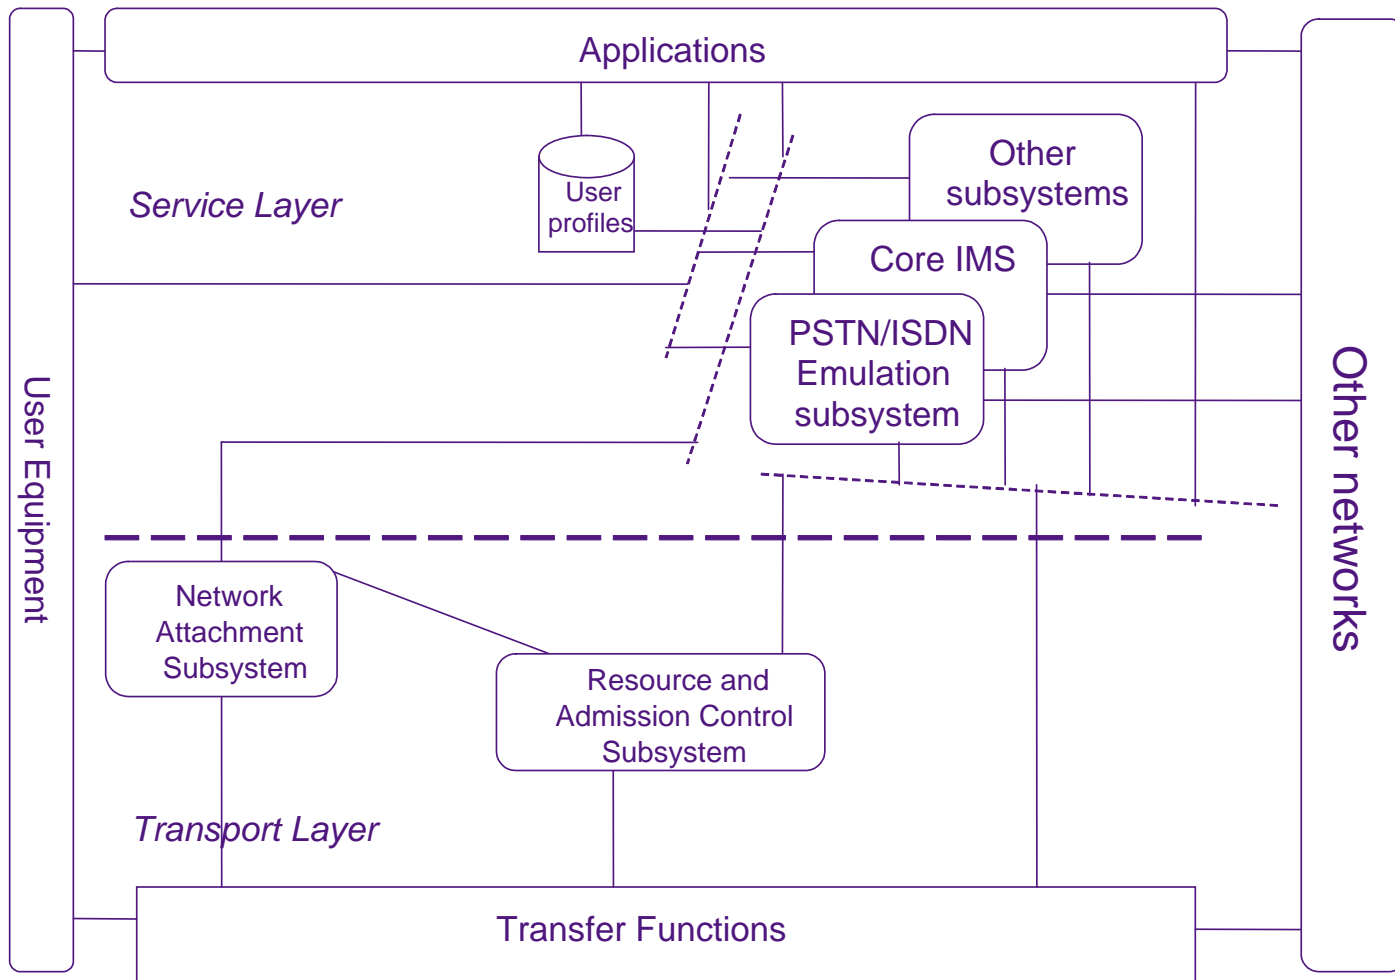 Applications
Other
subsystems
User
profiles
Service Layer
Core IMS
PSTN/ISDN
Emulation
subsystem
User Equipment
Other networks
Network
Attachment
Subsystem
Resource and
Admission Control
Subsystem
Transport Layer
Transfer Functions